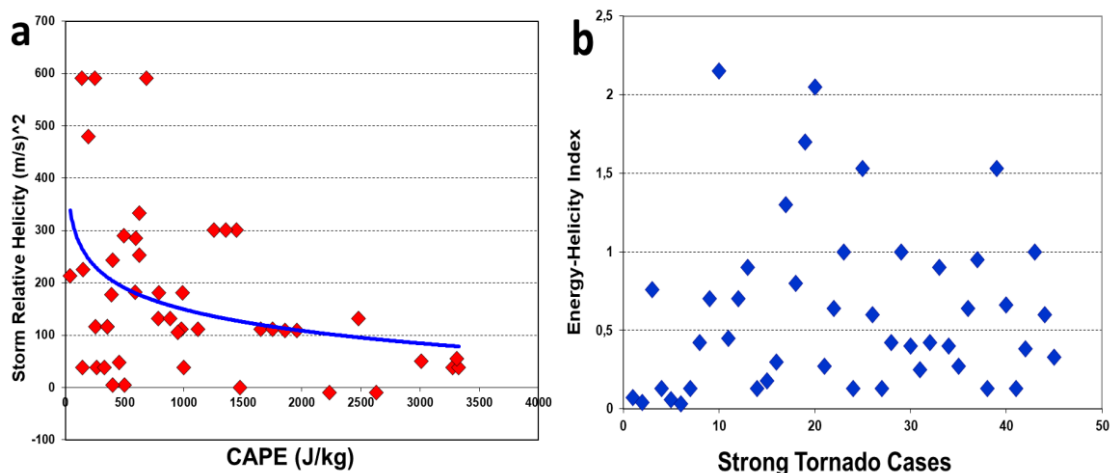 a
Storm Relative Helicity (m/s)^2
700
600
500
400
300
200
100
0
-100
0 500 1000 1500 2000 2500 3000 3500 4000
CAPE (J/kg)
b
Energy-Helicity Index
2,5
2
1,5
1
0,5
0
0 10 20 30 40 50
Strong Tornado Cases